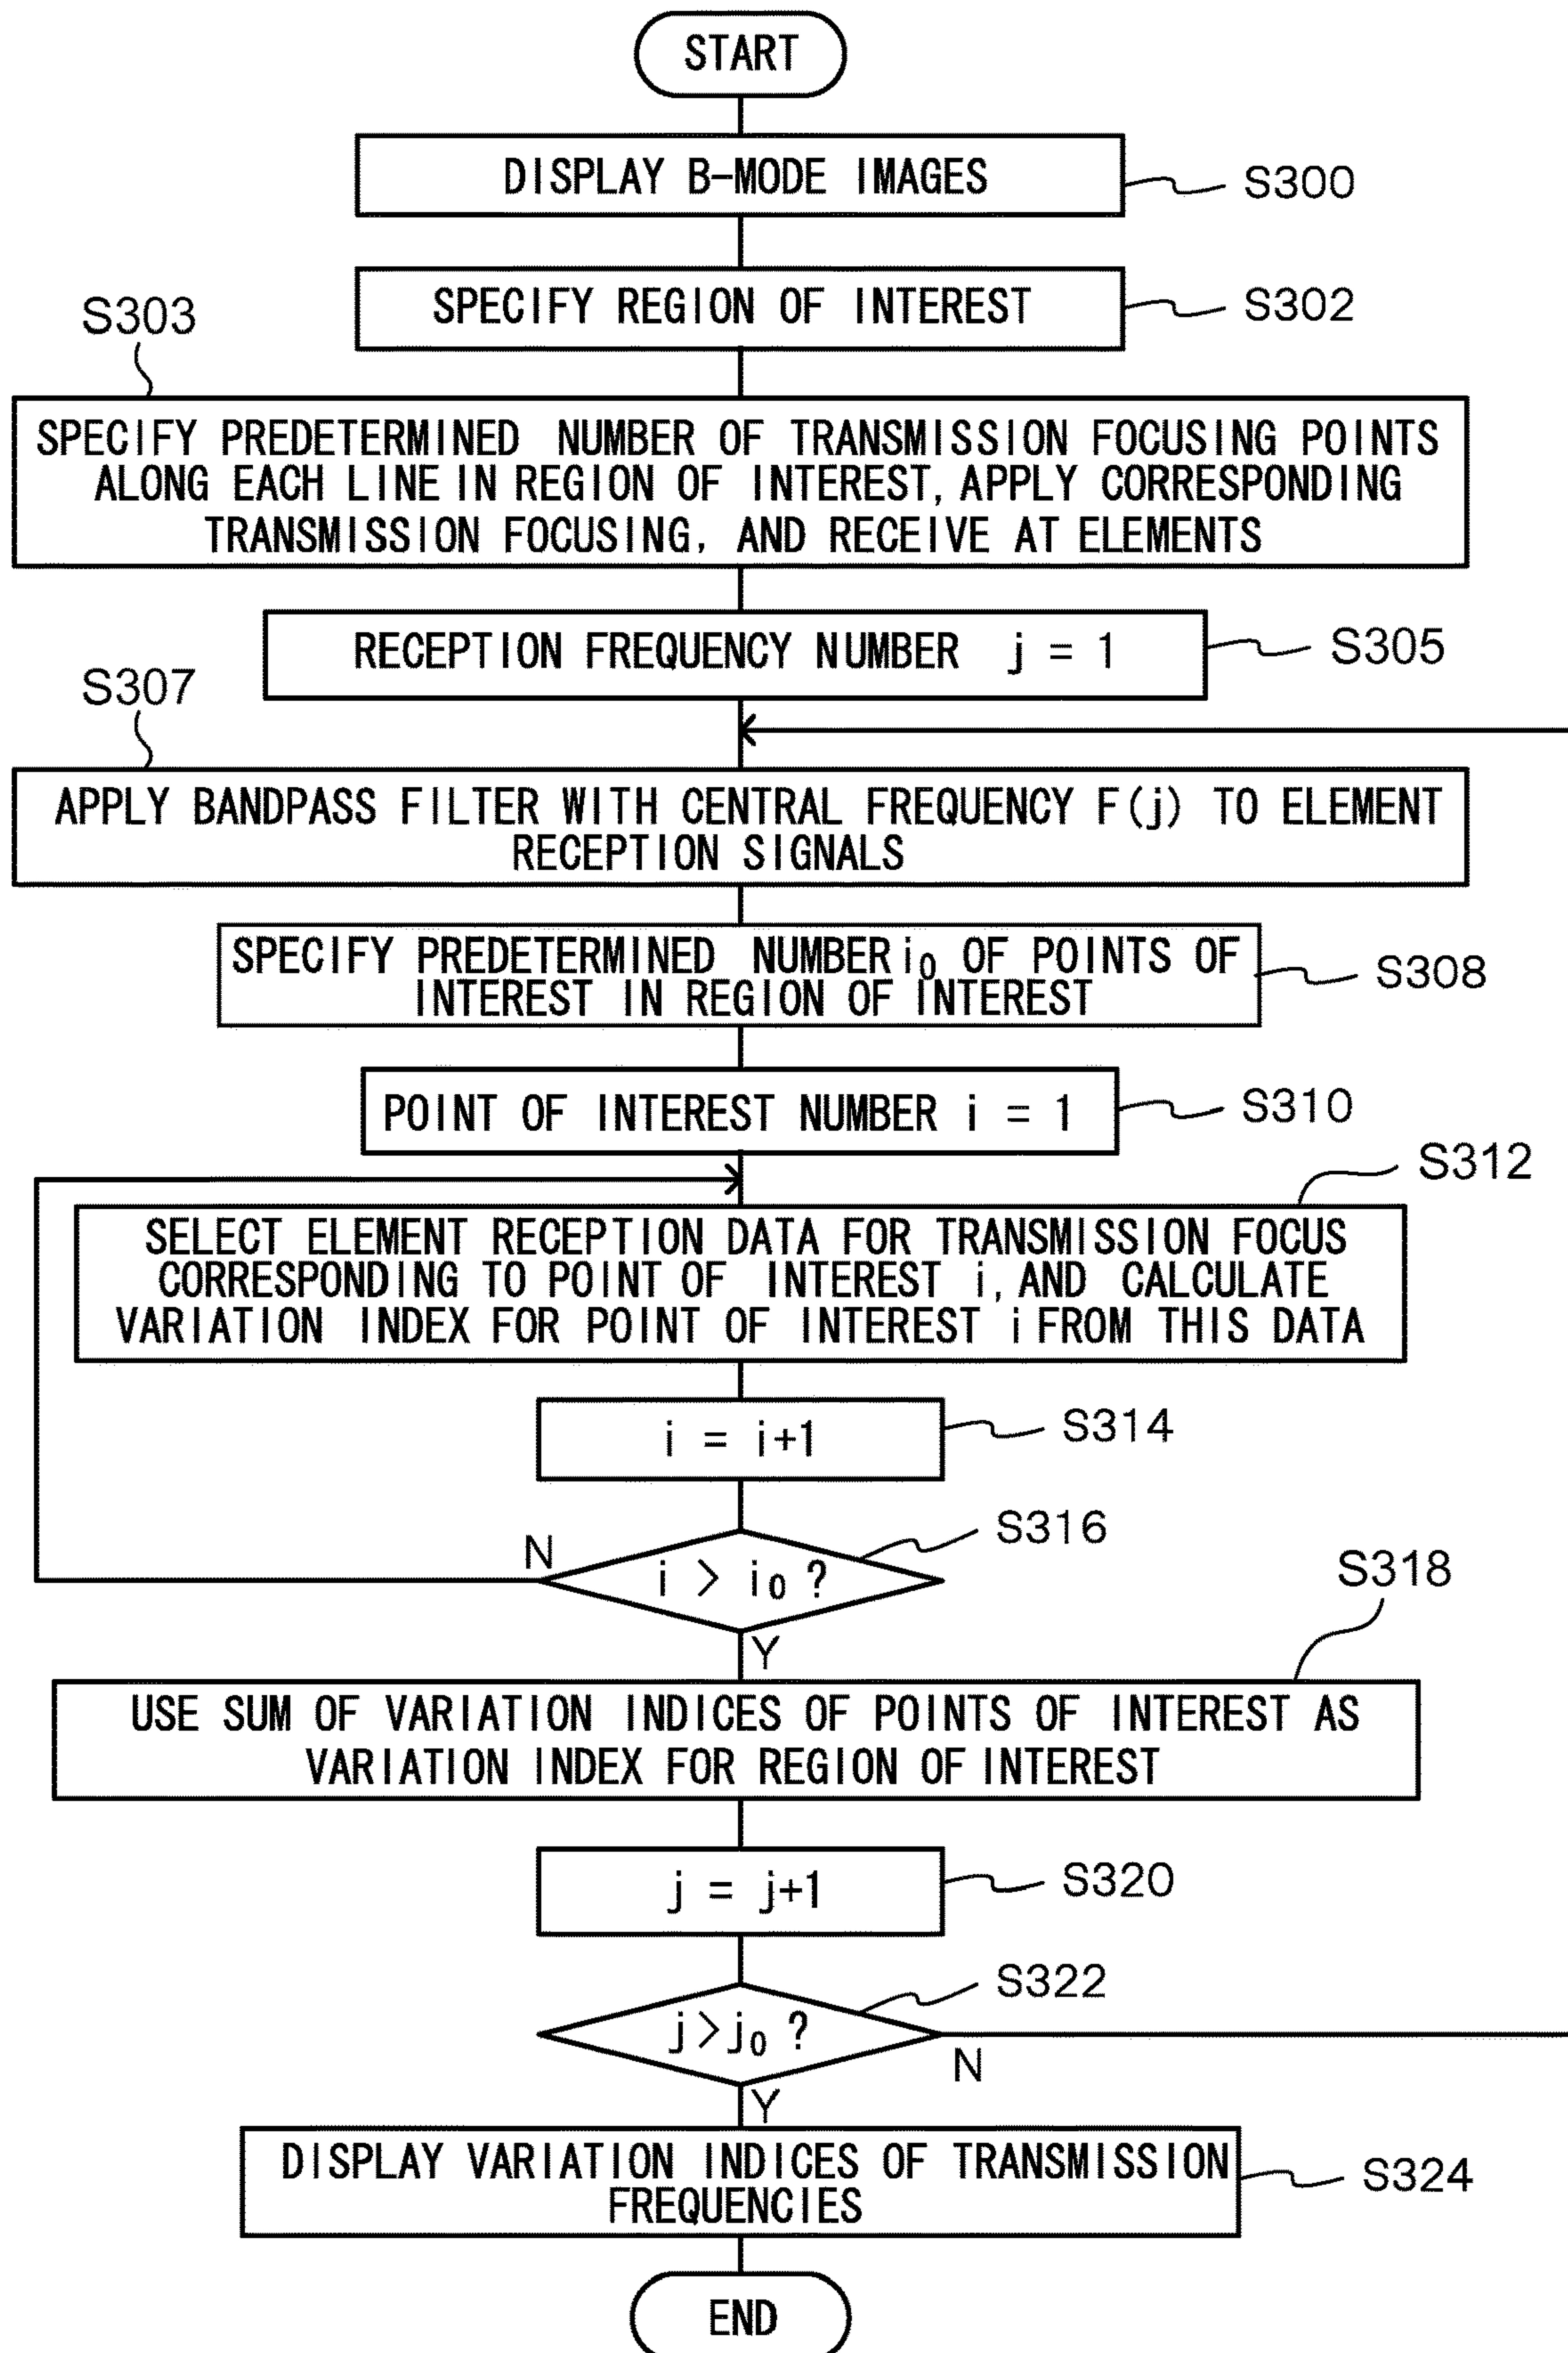 START
DISPLAY B-MODE IMAGES
S300
SPECIFY REGION OF INTEREST
S302
S303
SPECIFY PREDETERMINED NUMBER OF TRANSMISSION FOCUSING POINTS
ALONG EACH LINE IN REGION OF INTEREST, APPLY CORRESPONDING
TRANSMISSION FOCUSING, AND RECEIVE AT ELEMENTS
RECEPTION FREQUENCY NUMBER j = 1
S305
S307
APPLY BANDPASS FILTER WITH CENTRAL FREQUENCY F(j) TO ELEMENT
RECEPTION SIGNALS
SPECIFY PREDETERMINED NUMBER i₀ OF POINTS OF
INTEREST IN REGION OF INTEREST
S308
POINT OF INTEREST NUMBER i = 1
S310
S312
SELECT ELEMENT RECEPTION DATA FOR TRANSMISSION FOCUS
CORRESPONDING TO POINT OF INTEREST i, AND CALCULATE
VARIATION INDEX FOR POINT OF INTEREST i FROM THIS DATA
i = i+1
S314
S316
N
i > i₀ ?
Y
S318
USE SUM OF VARIATION INDICES OF POINTS OF INTEREST AS
VARIATION INDEX FOR REGION OF INTEREST
j = j+1
S320
S322
j > j₀ ?
N
Y
DISPLAY VARIATION INDICES OF TRANSMISSION
FREQUENCIES
S324
END